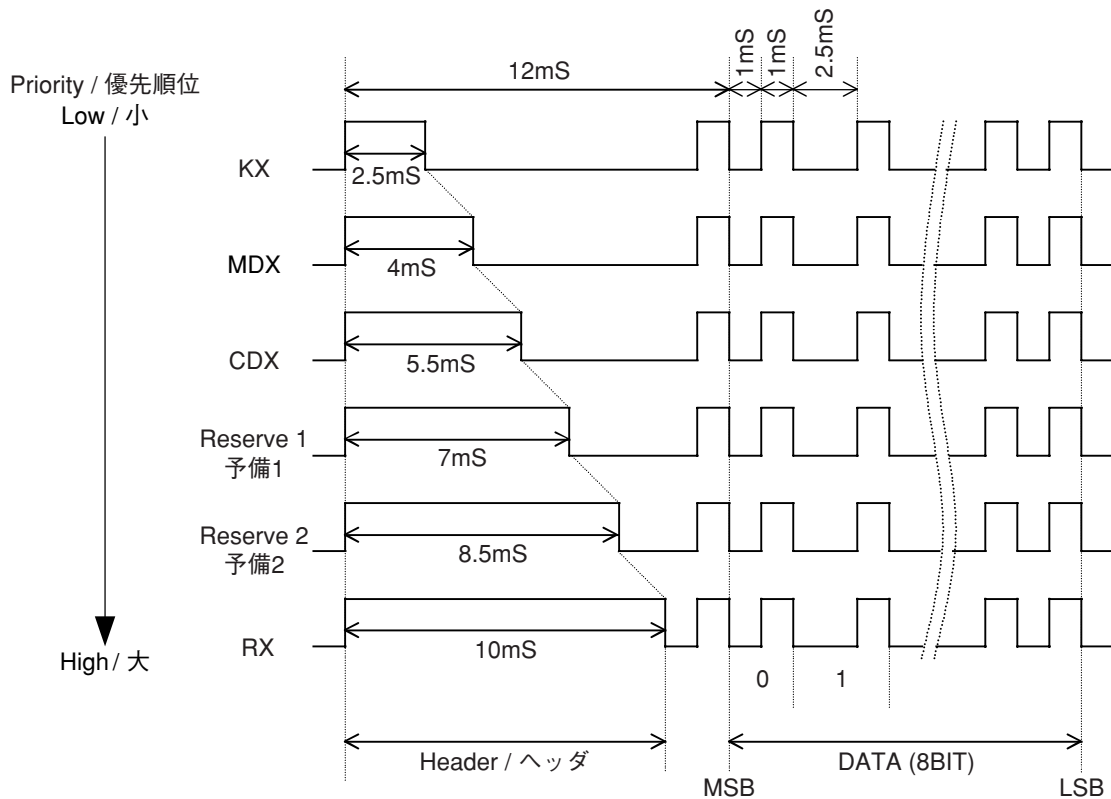 1mS
1mS
2.5mS
12mS
Priority / 優先順位
Low / 小
KX
2.5mS
MDX
4mS
CDX
5.5mS
Reserve 1
予備1
7mS
Reserve 2
予備2
8.5mS
RX
10mS
High / 大
0
1
Header / ヘッダ
DATA (8BIT)
MSB
LSB